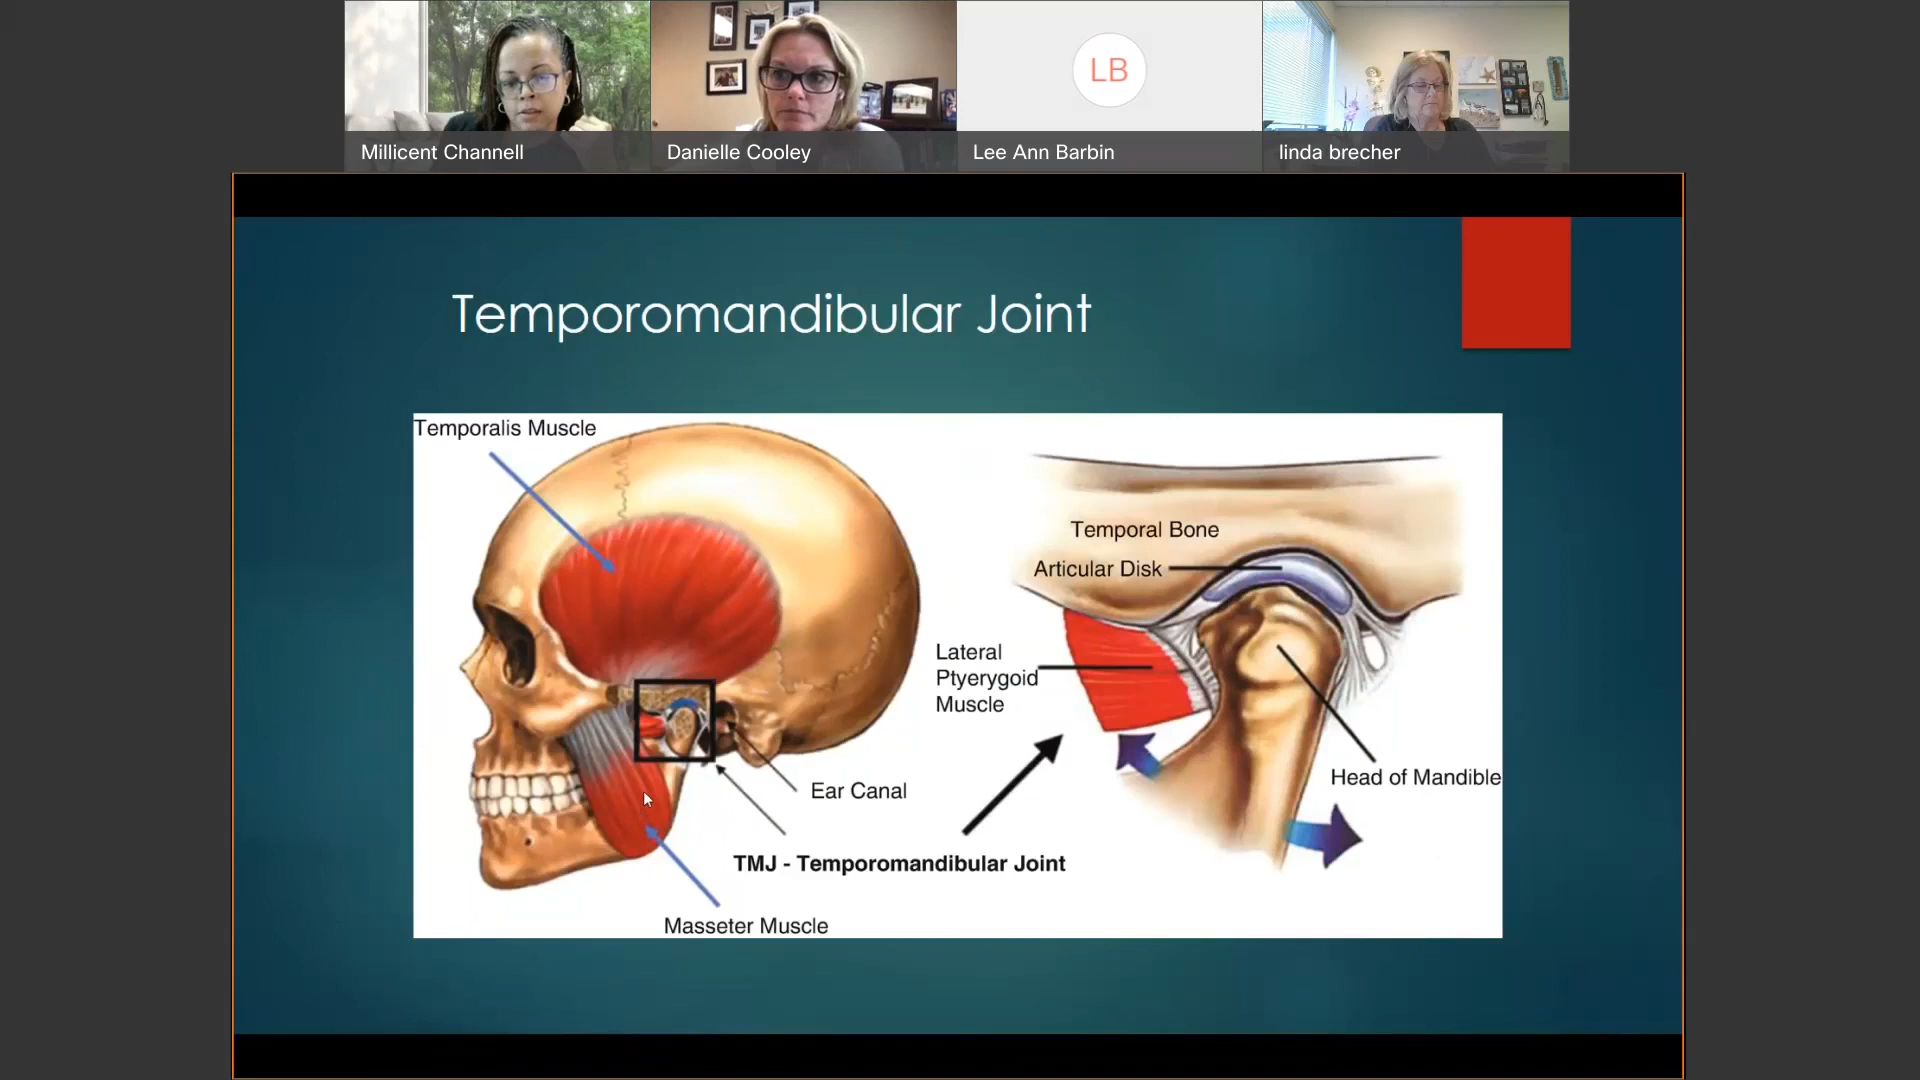 Millicent Channell
Danielle Cooley
LB
Lee Ann Barbin
linda brecher
Temporomandibular Joint
Temporalis Muscle
Temporal Bone
Articular Disk
Lateral
Ptyerygoid
Muscle
Head of Mandible
Ear Canal
TMJ - Temporomandibular Joint
Masseter Muscle